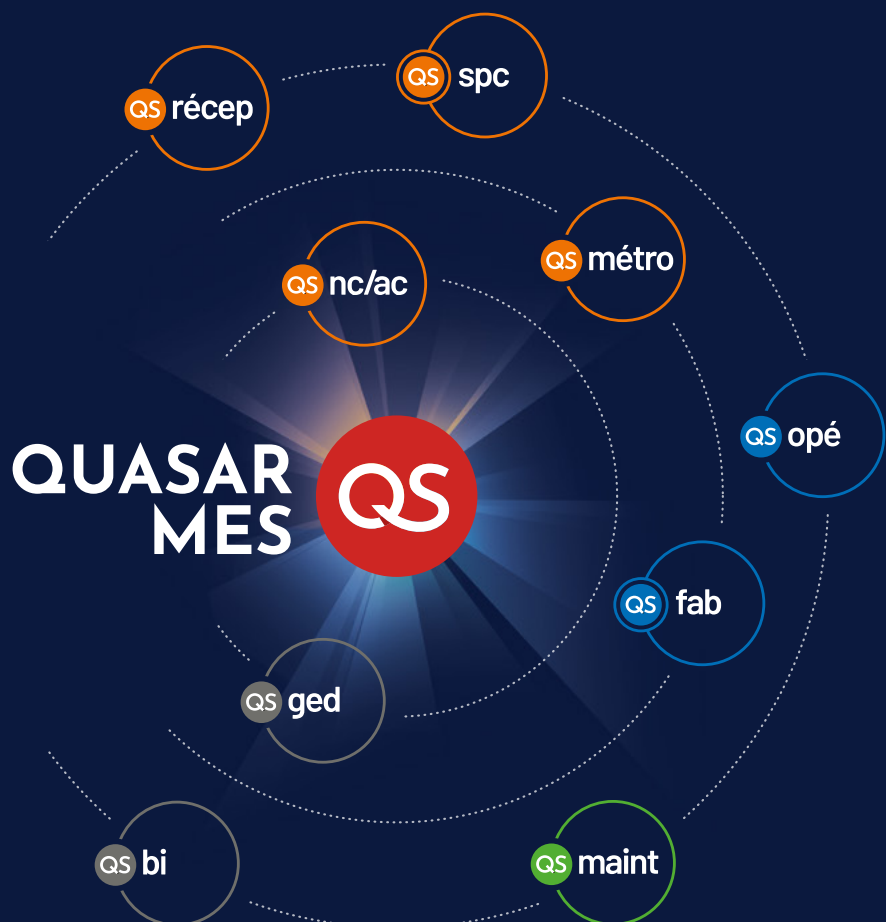 QS spc
QS récep
QS métro
QS nc/ac
QS opé
QUASAR
MES
QS
QS fab
QS ged
QS bi
QS maint